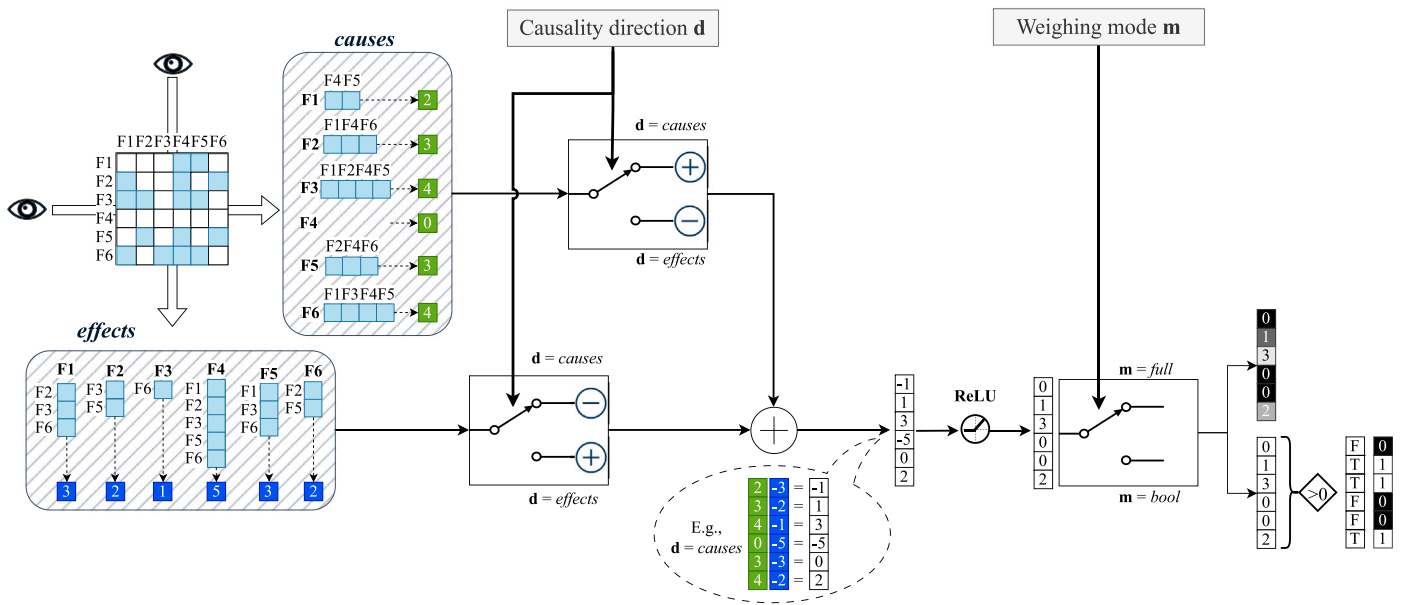 Causality direction d
Weighing mode m
causes
F4F5
F1 2
F1F4F6
F2 3
F1F2F4F5
F3 4
F4 0
F2F4F6
F5 3
F1F3F4F5
F6 4
F1F2 F3 F4 F5 F6
F1
F2
F3
F4
F5
F6
d = causes
+
−
d = effects
effects
F1 F2 F3 F4 F5 F6
F2
F3
F6
F3
F5
F6
F1
F2
F3
F5
F6
F1
F3
F6
F2
F5
3 2 1 5 3 2
d = causes
−
+
d = effects
+
-1
1
3
-5
0
2
ReLU
0
1
3
0
0
2
m = full
m = bool
0
1
3
0
0
2
0
1
3
0
0
2
>0
F 0
T 1
T 1
F 0
F 0
T 1
E.g.,
d = causes
2 -3 = -1
3 -2 = 1
4 -1 = 3
0 -5 = -5
3 -3 = 0
4 -2 = 2